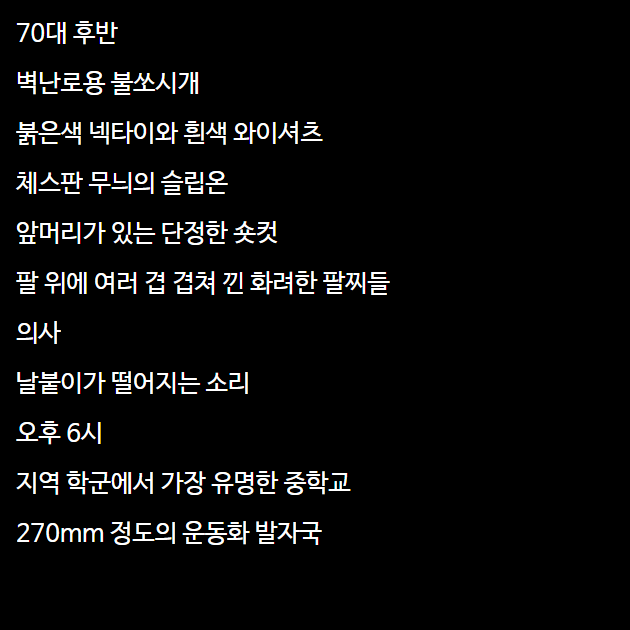 70대 후반
벽난로용 불쏘시개
붉은색 넥타이와 흰색 와이셔츠
체스판 무늬의 슬립온
앞머리가 있는 단정한 숏컷
팔 위에 여러 겹 겹쳐 낀 화려한 팔찌들
의사
날붙이가 떨어지는 소리
오후 6시
지역 학군에서 가장 유명한 중학교
270mm 정도의 운동화 발자국